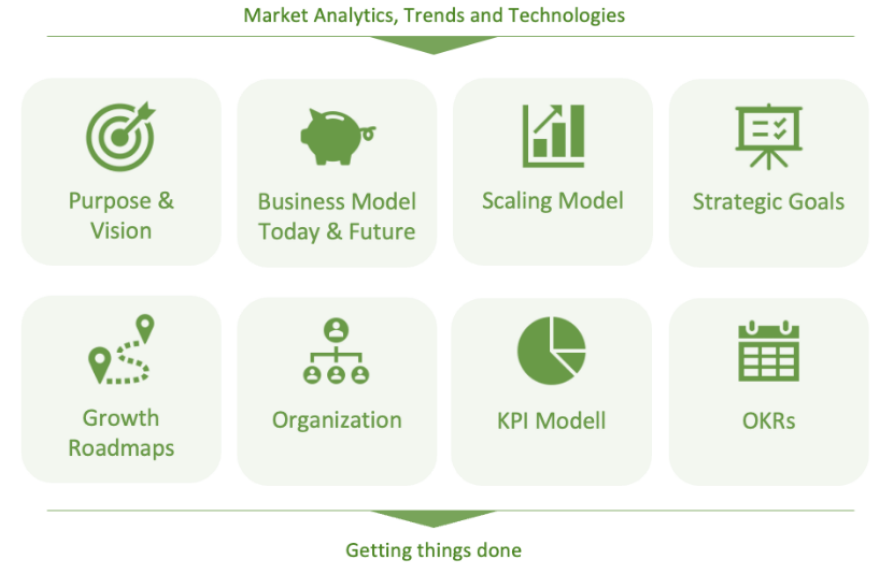 Market Analytics, Trends and Technologies
Purpose &
Vision
Business Model
Today & Future
Scaling Model
Strategic Goals
Growth
Roadmaps
Organization
KPI Modell
OKRs
Getting things done